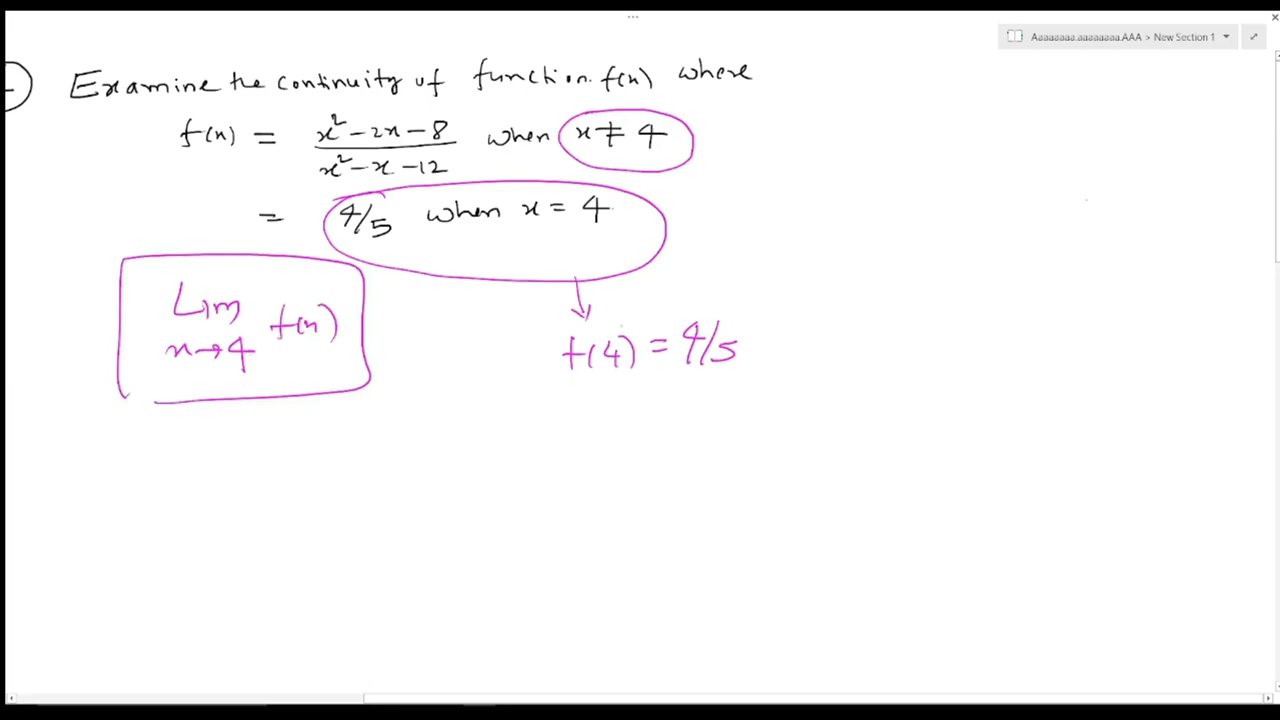 Aaaaaaaa.aaaaaaaa.AAA > New Section 1
Examine the continuity of function f(x) where
f(x) = x²-2x-8 / x²-x-12 when x ≠ 4
= 4/5 when x = 4
Lim x→4 f(x)
f(4) = 4/5